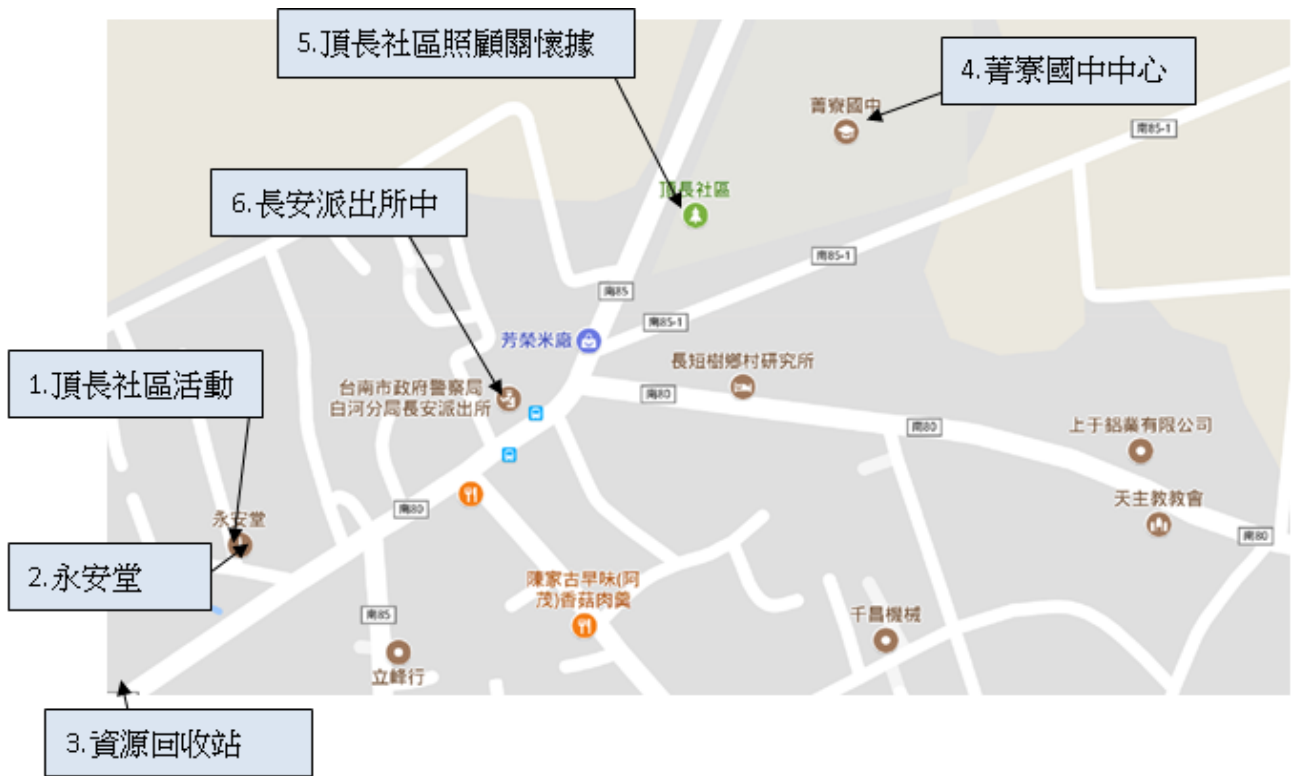 5.頂長社區照顧關懷據
4.菁寮國中中心
菁寮國中
南85-1
頂長社區
6.長安派出所中
南85-1
南85
南85-1
芳榮米廠
長短樹鄉村研究所
1.頂長社區活動
台南市政府警察局
白河分局長安派出所
南80
南80
上于鋁業有限公司
天主教教會
南80
南80
永安堂
2.永安堂
陳家古早味(阿
茂)香菇肉羹
南85
千昌機械
立峰行
3.資源回收站